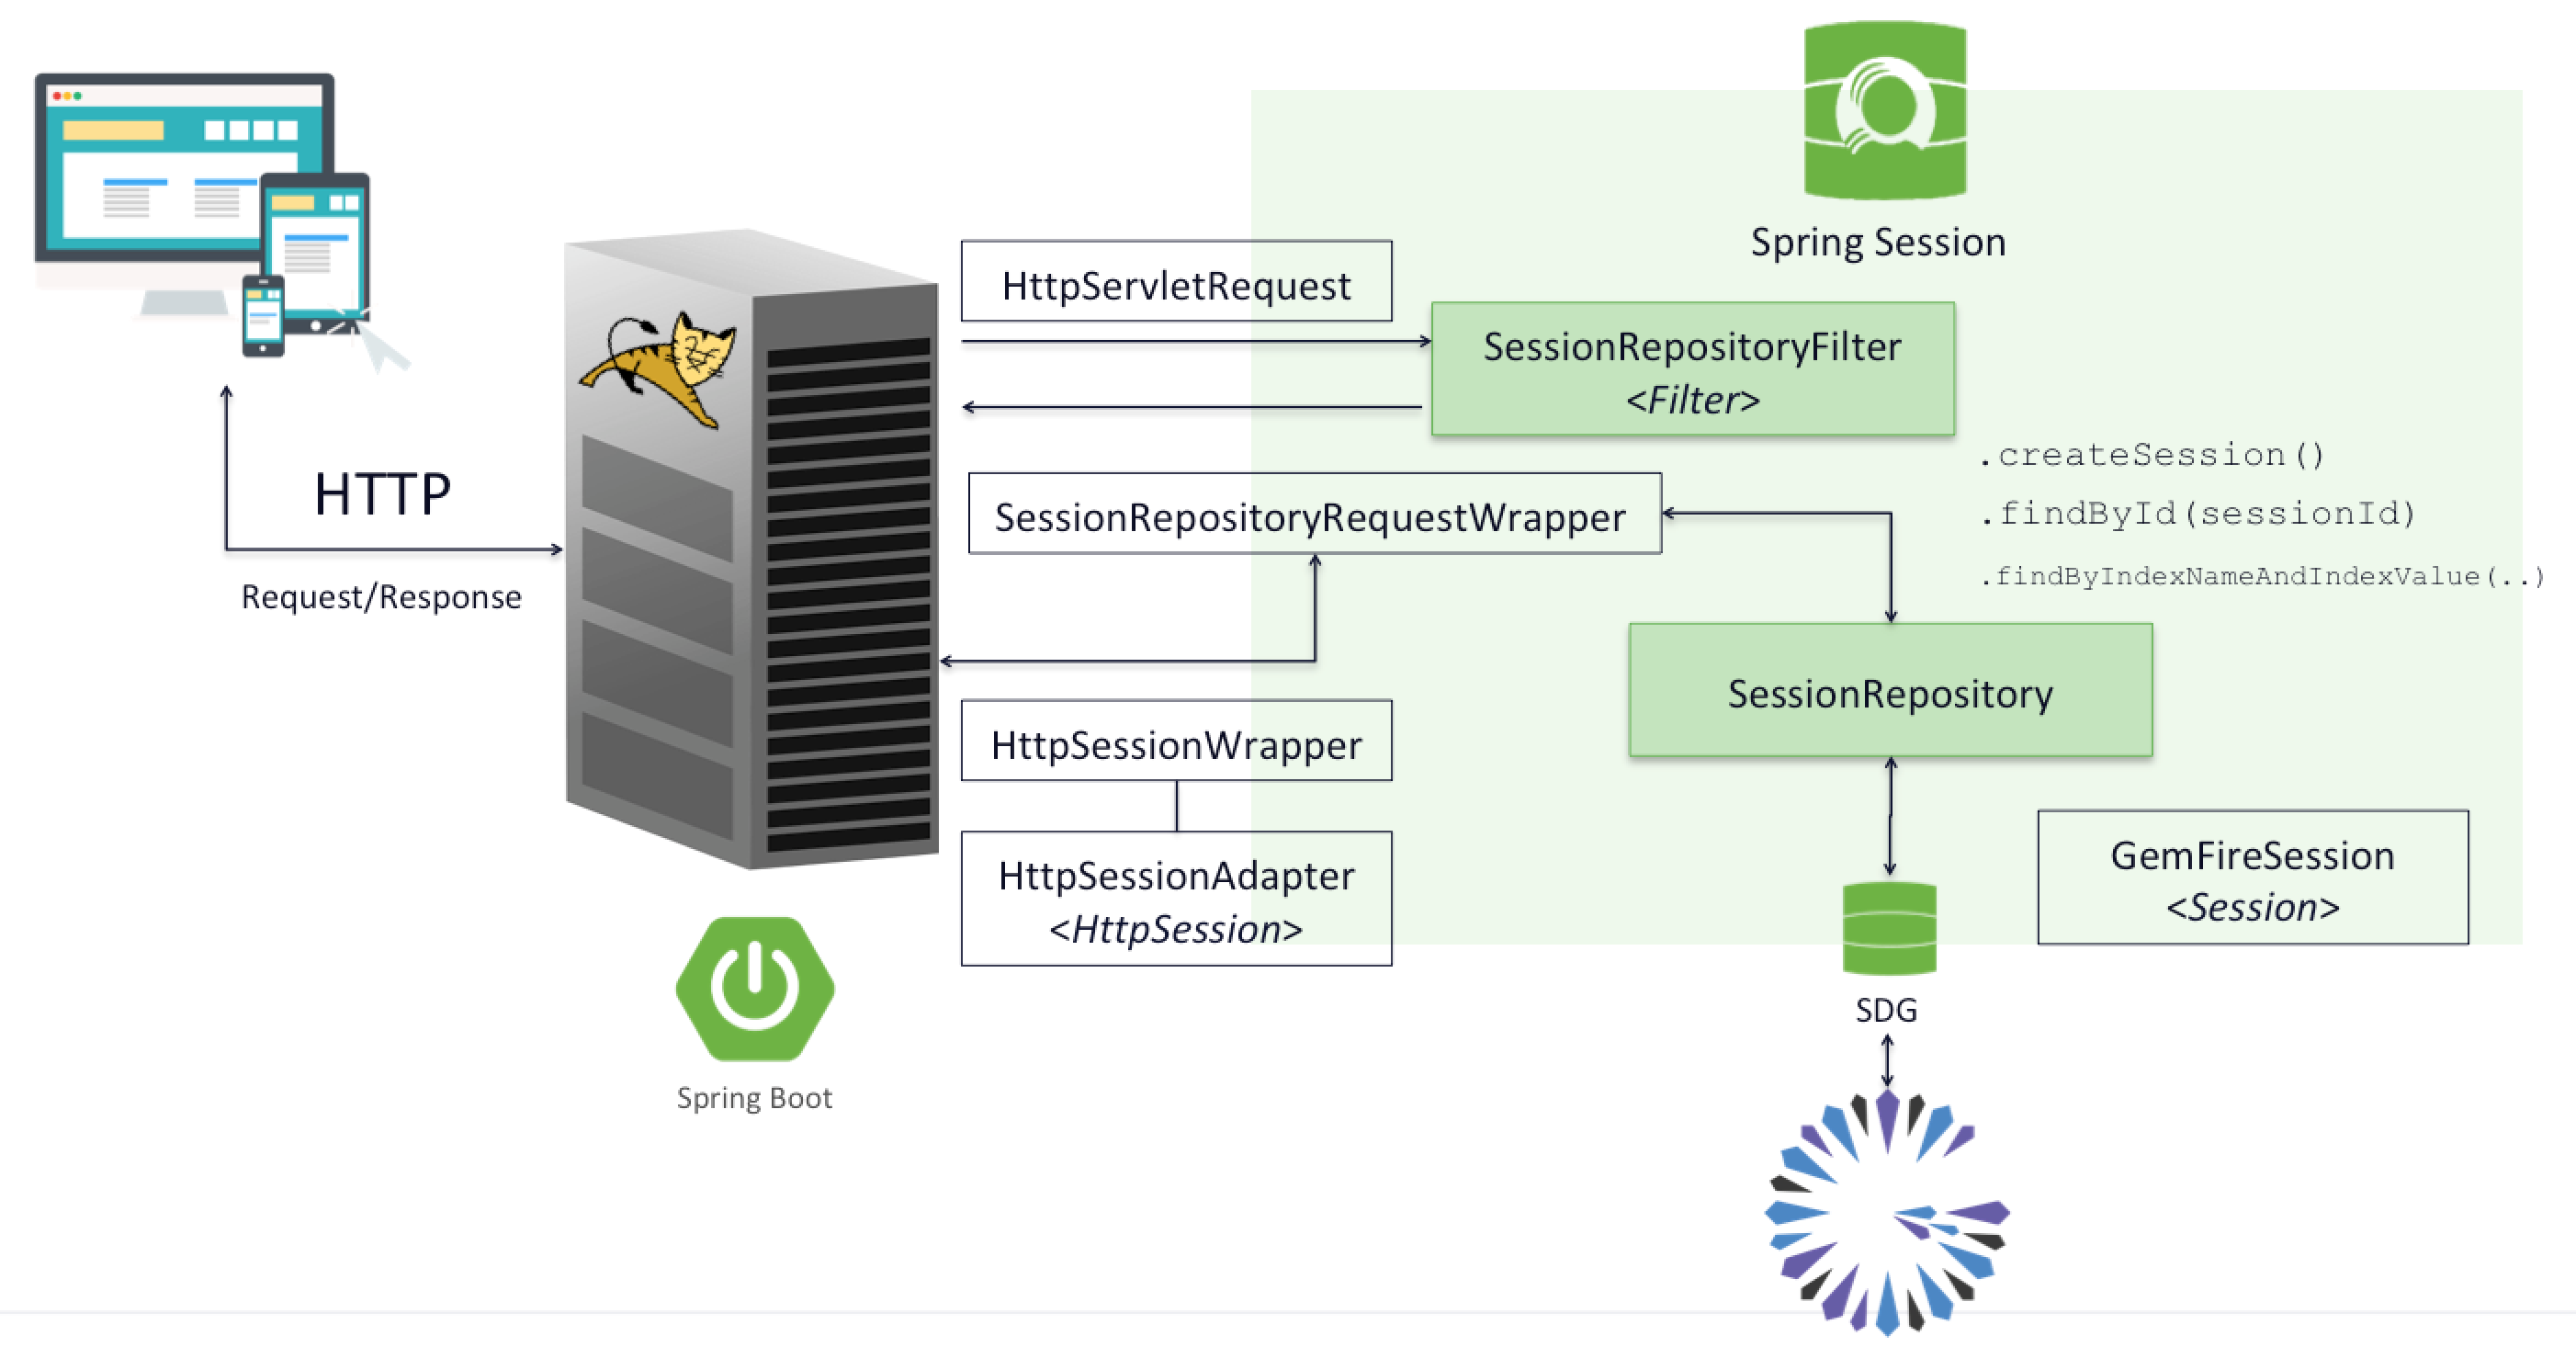 Spring Session
HttpServletRequest
SessionRepositoryFilter
<Filter>
.createSession()
HTTP
SessionRepositoryRequestWrapper
.findById(sessionId)
.findByIndexNameAndIndexValue(..)
Request/Response
SessionRepository
HttpSessionWrapper
HttpSessionAdapter
<HttpSession>
GemFireSession
<Session>
SDG
Spring Boot